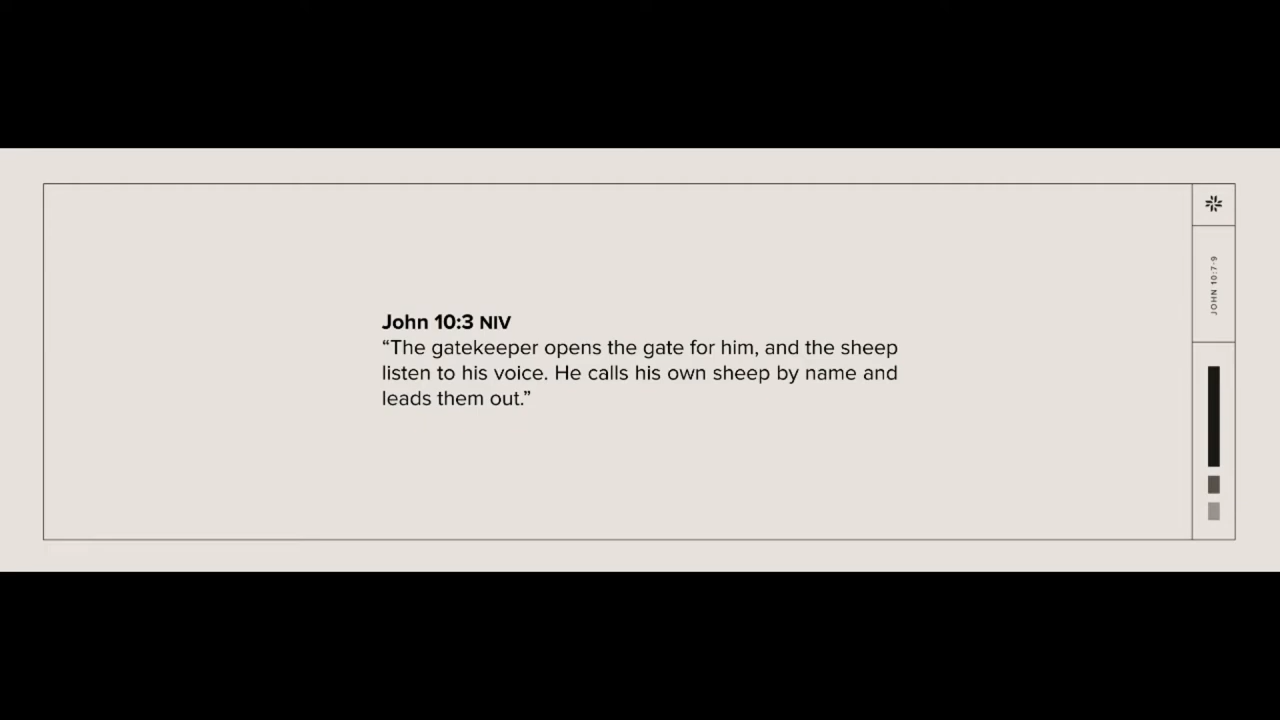 John 10:3 NIV
“The gatekeeper opens the gate for him, and the sheep
listen to his voice. He calls his own sheep by name and
leads them out.”
JOHN 10:7-9